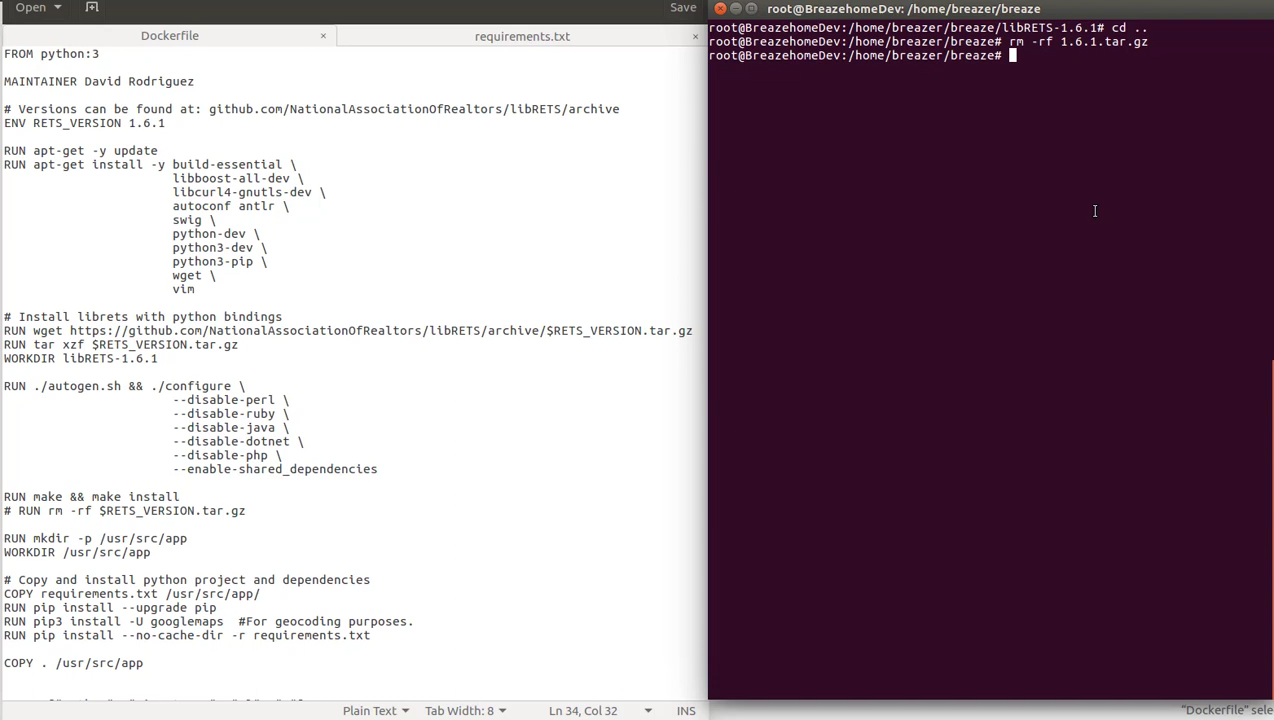 Open
Save
Dockerfile ×
requirements.txt ×
FROM python:3
MAINTAINER David Rodriguez
# Versions can be found at: github.com/NationalAssociationOfRealtors/libRETS/archive
ENV RETS_VERSION 1.6.1
RUN apt-get -y update
RUN apt-get install -y build-essential \
libboost-all-dev \
libcurl4-gnutls-dev \
autoconf antlr \
swig \
python-dev \
python3-dev \
python3-pip \
wget \
vim
# Install librets with python bindings
RUN wget https://github.com/NationalAssociationOfRealtors/libRETS/archive/$RETS_VERSION.tar.gz
RUN tar xzf $RETS_VERSION.tar.gz
WORKDIR libRETS-1.6.1
RUN ./autogen.sh && ./configure \
--disable-perl \
--disable-ruby \
--disable-java \
--disable-dotnet \
--disable-php \
--enable-shared_dependencies
RUN make && make install
# RUN rm -rf $RETS_VERSION.tar.gz
RUN mkdir -p /usr/src/app
WORKDIR /usr/src/app
# Copy and install python project and dependencies
COPY requirements.txt /usr/src/app/
RUN pip install --upgrade pip
RUN pip3 install -U googlemaps  #For geocoding purposes.
RUN pip install --no-cache-dir -r requirements.txt
COPY . /usr/src/app
Plain Text
Tab Width: 8
Ln 34, Col 32
INS
root@BreazehomeDev: /home/breazer/breaze
root@BreazehomeDev:/home/breazer/breaze/libRETS-1.6.1# cd ..
root@BreazehomeDev:/home/breazer/breaze# rm -rf 1.6.1.tar.gz
root@BreazehomeDev:/home/breazer/breaze#
"Dockerfile" sele